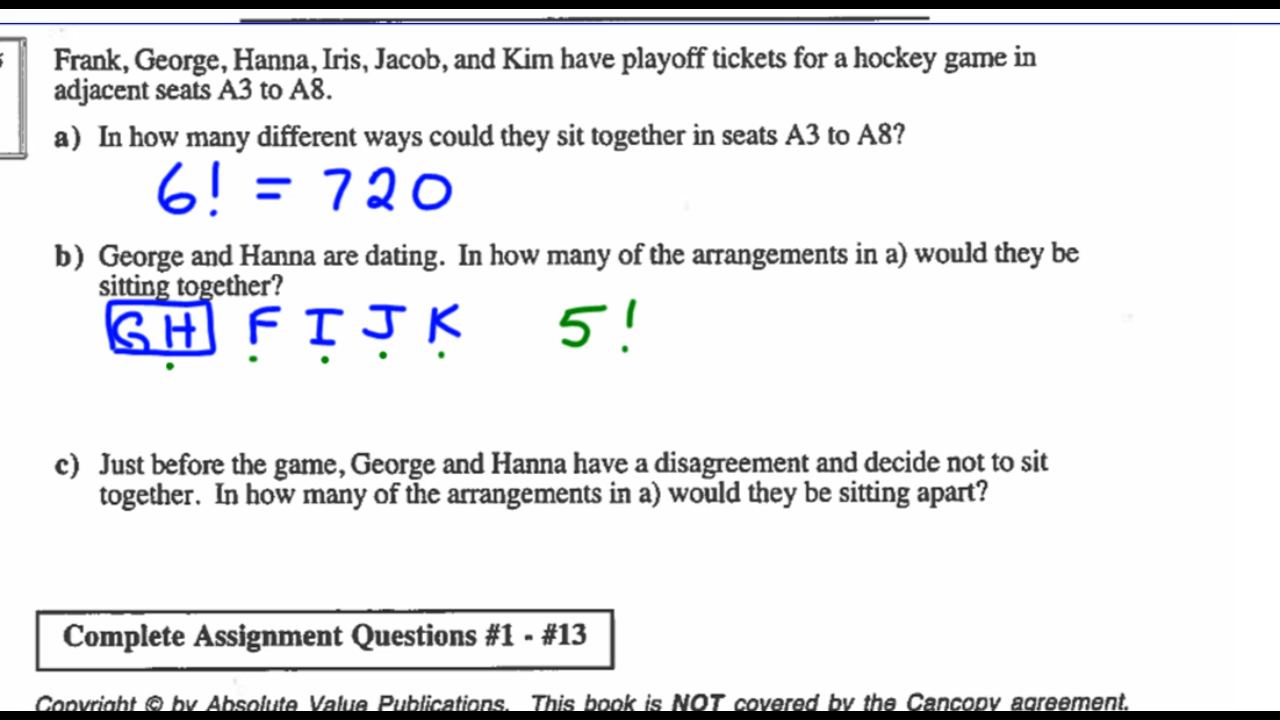 Frank, George, Hanna, Iris, Jacob, and Kim have playoff tickets for a hockey game in
adjacent seats A3 to A8.
a) In how many different ways could they sit together in seats A3 to A8?
6! = 720
b) George and Hanna are dating. In how many of the arrangements in a) would they be
sitting together?
GH F I J K 5!
c) Just before the game, George and Hanna have a disagreement and decide not to sit
together. In how many of the arrangements in a) would they be sitting apart?
Complete Assignment Questions #1 - #13
Copyright © by Absolute Value Publications. This book is NOT covered by the Cancopy agreement.